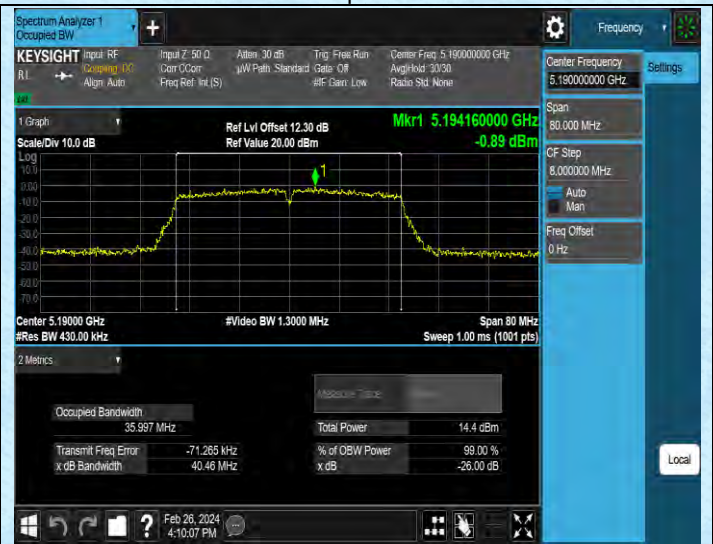 Spectrum Analyzer 1
Occupied BW
Frequency
KEYSIGHT
Input: RF
Coupling: DC
Align: Auto
Input Z: 50 Ω
Corr CCorr
Freq Ref: Int (S)
Atten: 30 dB
µW Path: Standard
Trig: Free Run
Gate: Off
#IF Gain: Low
Center Freq: 5.190000000 GHz
Avg|Hold: 30/30
Radio Std: None
RL
Center Frequency
5.190000000 GHz
Settings
Span
80.000 MHz
CF Step
8.000000 MHz
Auto
Man
Freq Offset
0 Hz
1 Graph
Scale/Div 10.0 dB
Ref Lvl Offset 12.30 dB
Ref Value 20.00 dBm
Mkr1 5.194160000 GHz
-0.89 dBm
Log
10.0
0.00
-10.0
-20.0
-30.0
-40.0
-50.0
-60.0
-70.0
1
Center 5.19000 GHz
#Res BW 430.00 kHz
#Video BW 1.3000 MHz
Span 80 MHz
Sweep 1.00 ms (1001 pts)
2 Metrics
Measure Trace
Occupied Bandwidth
35.997 MHz
Total Power 14.4 dBm
Transmit Freq Error -71.265 kHz
% of OBW Power 99.00 %
x dB Bandwidth 40.46 MHz
x dB -26.00 dB
Local
?
Feb 26, 2024
4:10:07 PM